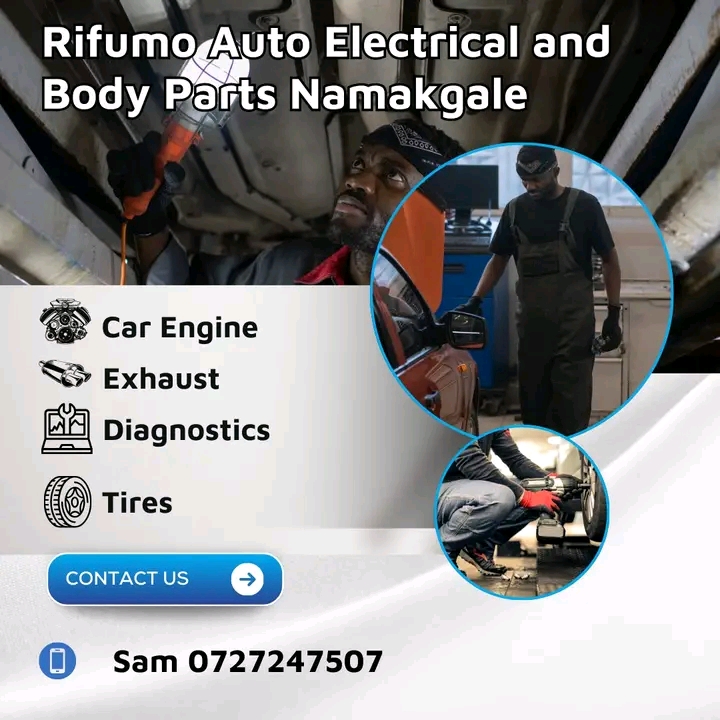 Rifumo Auto Electrical and
Body Parts Namakgale
Car Engine
Exhaust
Diagnostics
Tires
CONTACT US
Sam 0727247507